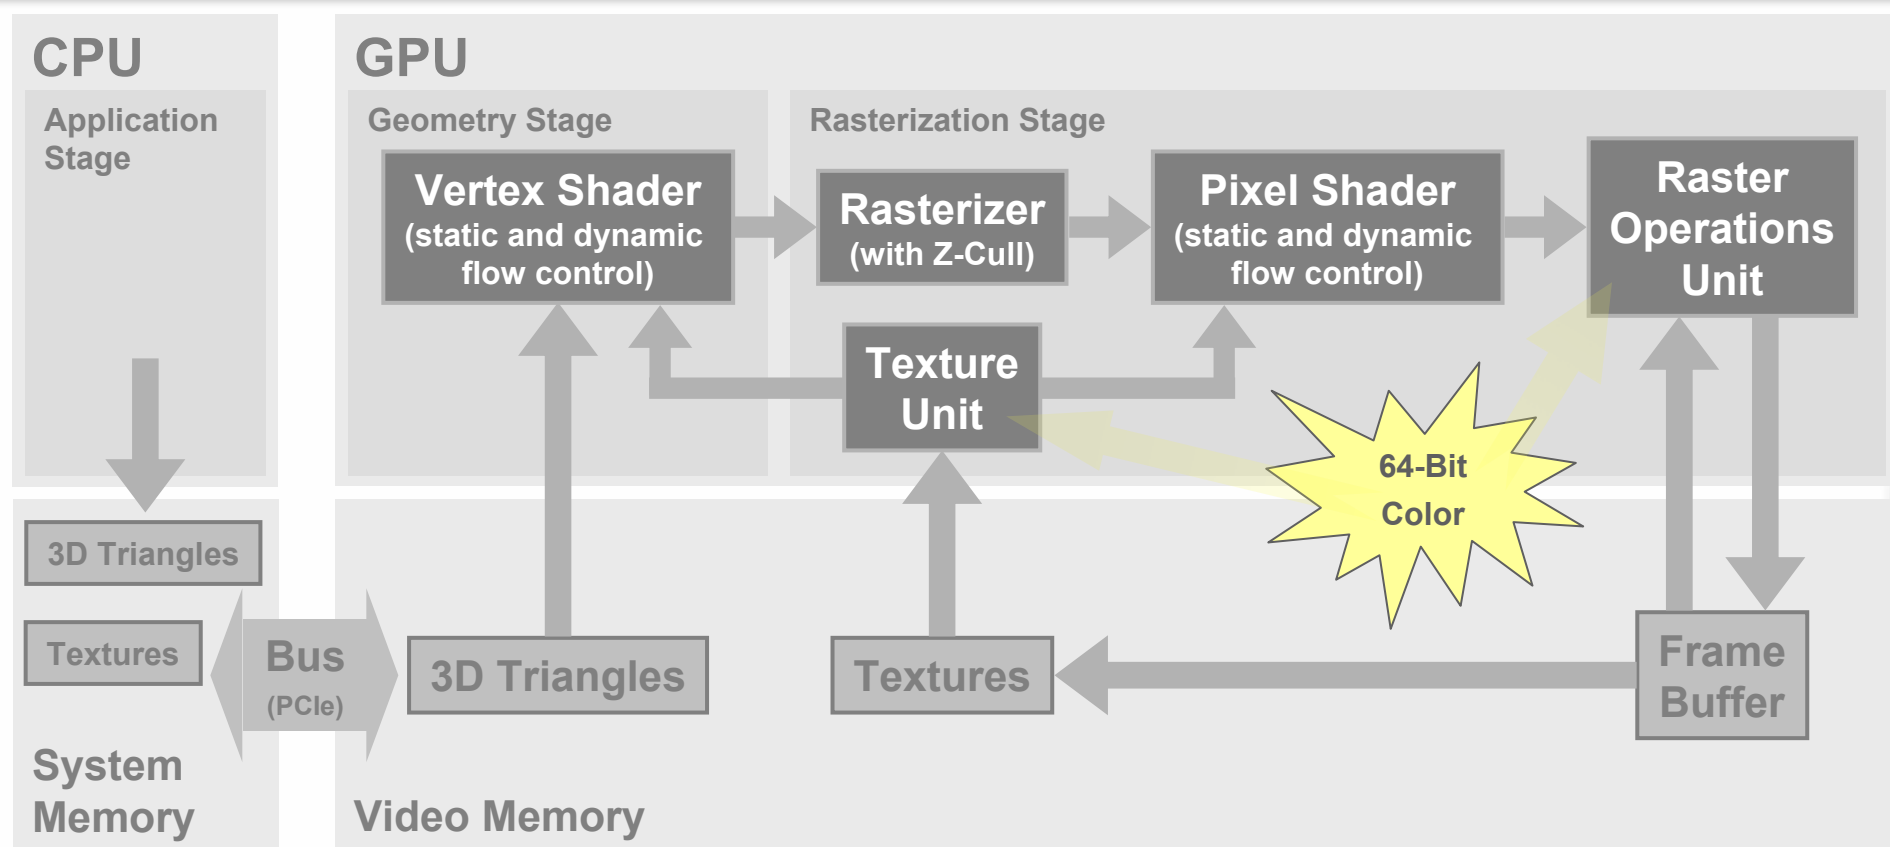 CPU
Application
Stage
GPU
Geometry Stage
Vertex Shader
(static and dynamic
flow control)
Rasterization Stage
Rasterizer
(with Z-Cull)
Pixel Shader
(static and dynamic
flow control)
Raster
Operations
Unit
Texture
Unit
64-Bit
Color
3D Triangles
Textures
Bus
(PCIe)
System
Memory
3D Triangles
Textures
Frame
Buffer
Video Memory